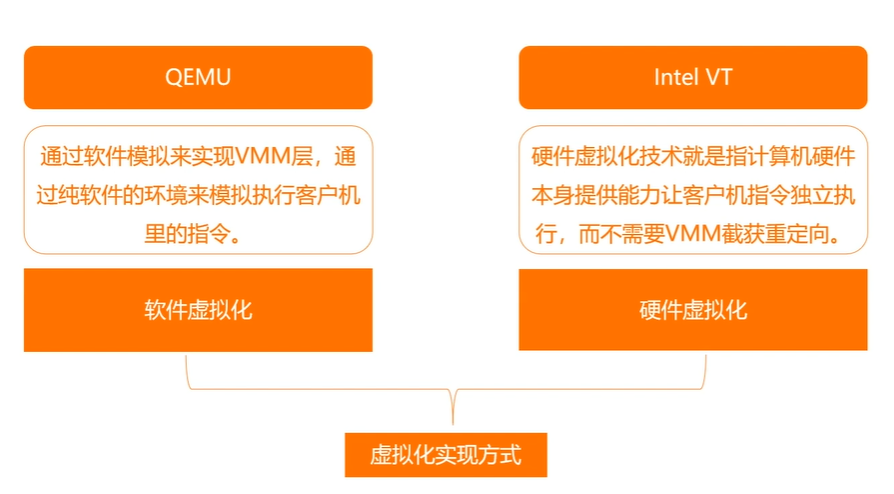 QEMU
Intel VT
通过软件模拟来实现VMM层，通
过纯软件的环境来模拟执行客户机
里的指令。
硬件虚拟化技术就是指计算机硬件
本身提供能力让客户机指令独立执
行，而不需要VMM截获重定向。
软件虚拟化
硬件虚拟化
虚拟化实现方式